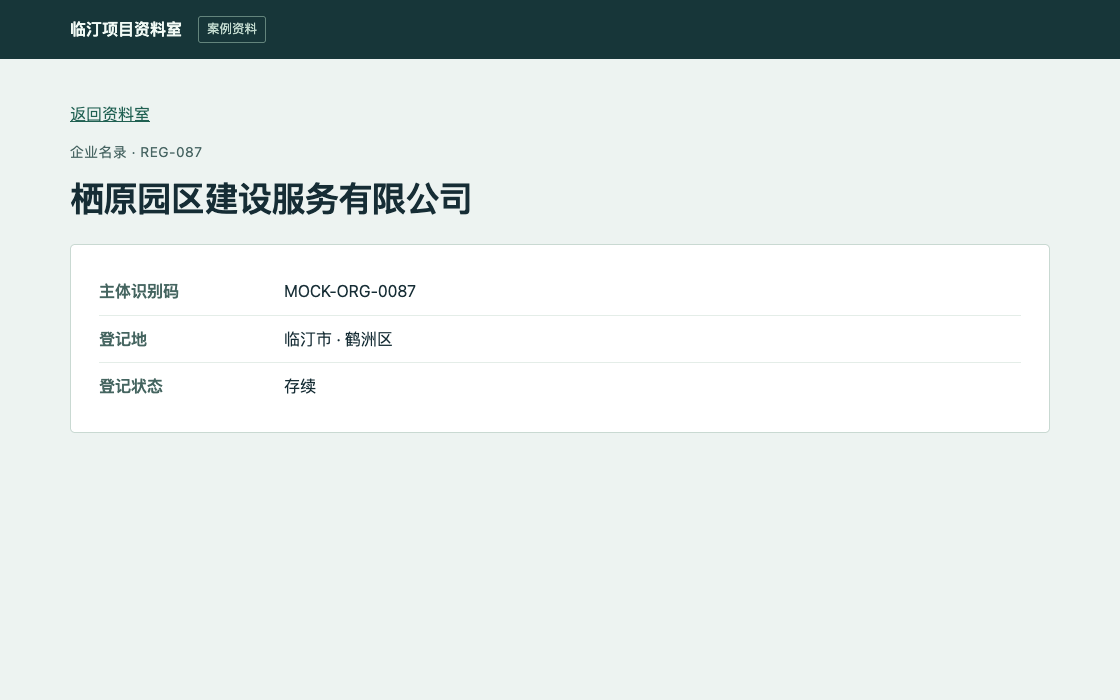 临汀项目资料室 案例资料
返回资料室
企业名录 · REG-087
栖原园区建设服务有限公司
主体识别码 MOCK-ORG-0087
登记地 临汀市 · 鹤洲区
登记状态 存续